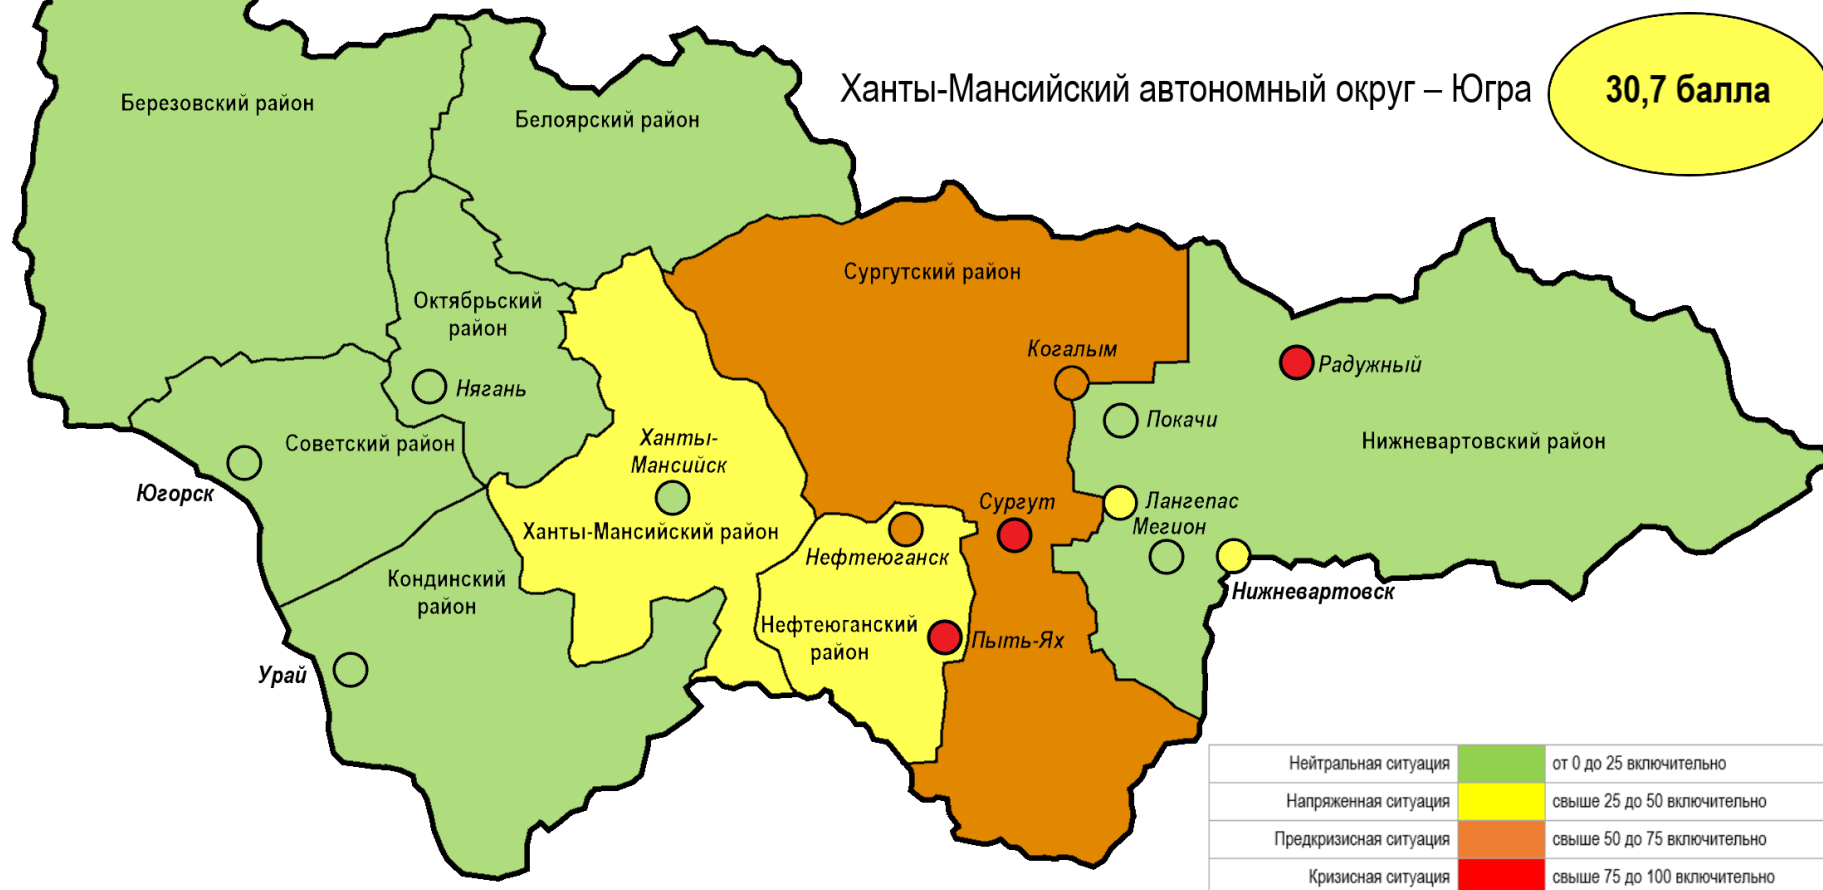 Ханты-Мансийский автономный округ – Югра
30,7 балла
Березовский район
Белоярский район
Сургутский район
Октябрьский
район
Когалым
Радужный
Нягань
Покачи
Советский район
Ханты-
Мансийск
Нижневартовский район
Югорск
Сургут
Лангепас
Мегион
Ханты-Мансийский район
Нефтеюганск
Кондинский
район
Нижневартовск
Нефтеюганский
район
Пыть-Ях
Урай
Нейтральная ситуация от 0 до 25 включительно
Напряженная ситуация свыше 25 до 50 включительно
Предкризисная ситуация свыше 50 до 75 включительно
Кризисная ситуация свыше 75 до 100 включительно